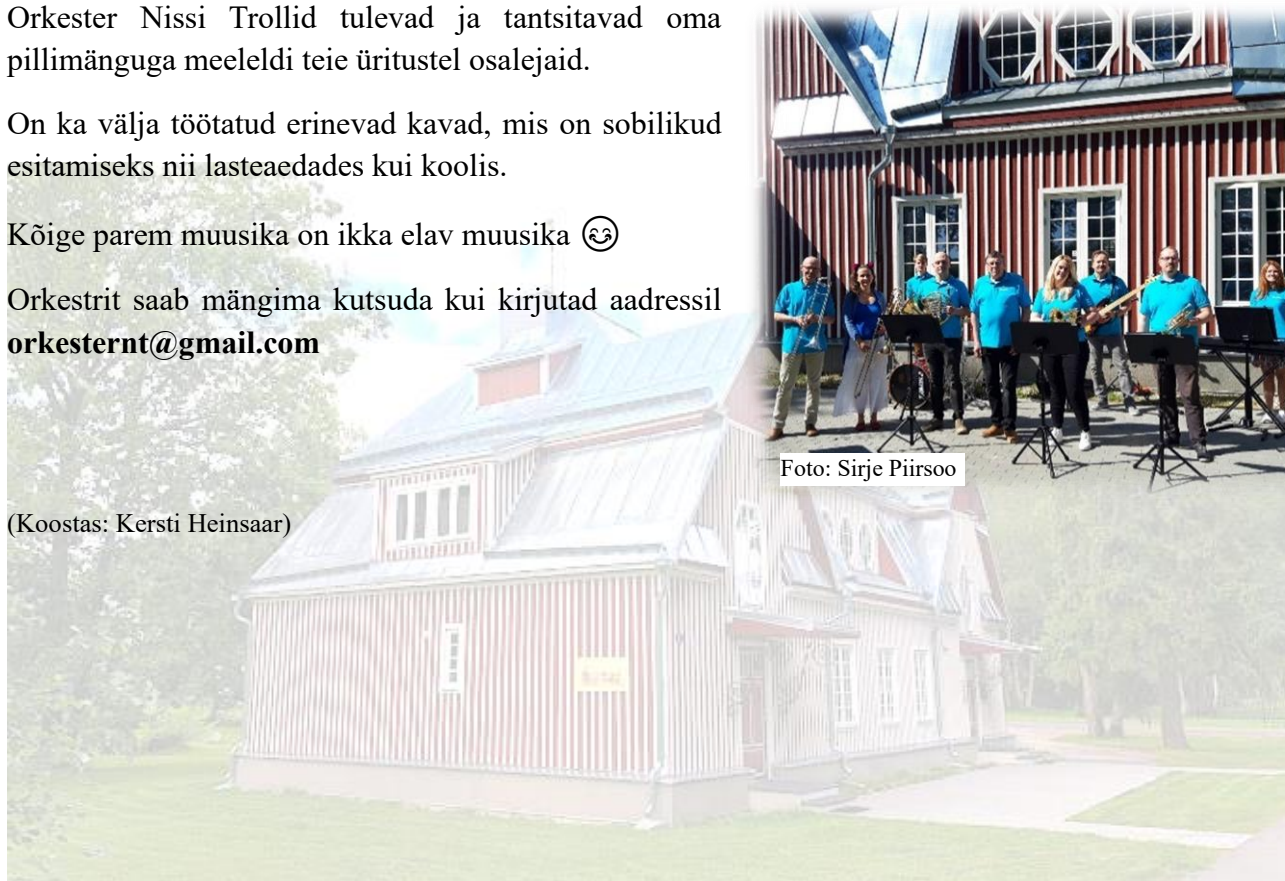 Orkester Nissi Trollid tulevad ja tantsitavad oma
pillimänguga meeleldi teie üritustel osalejaid.
On ka välja töötatud erinevad kavad, mis on sobilikud
esitamiseks nii lasteaedades kui koolis.
Kõige parem muusika on ikka elav muusika 😊
Orkestrit saab mängima kutsuda kui kirjutad aadressil
orkesternt@gmail.com
Foto: Sirje Piirsoo
(Koostas: Kersti Heinsaar)